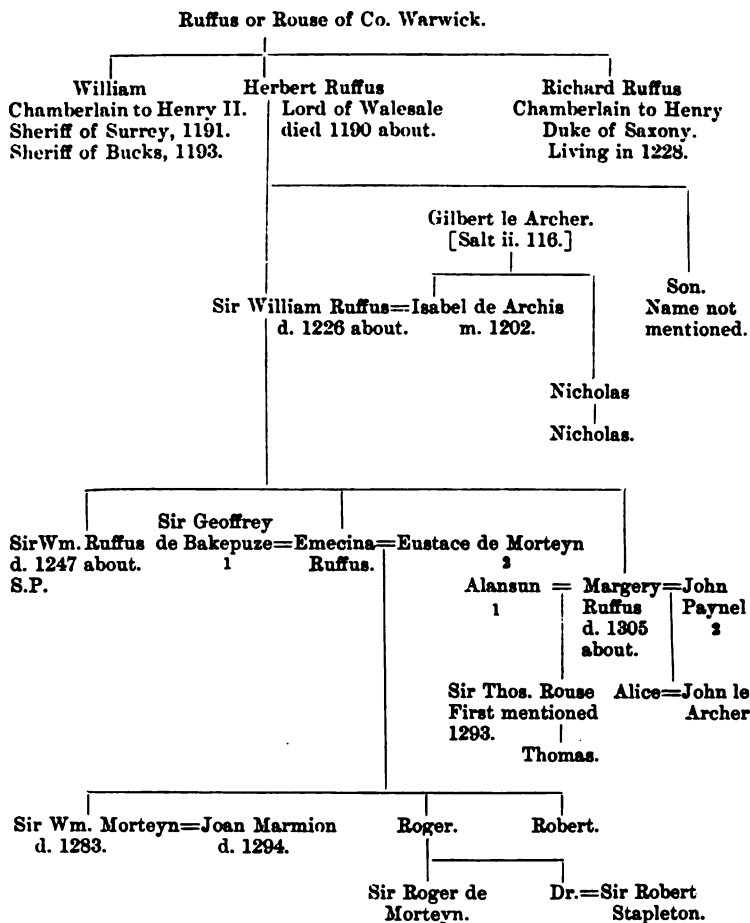 Ruffus or Rouse of Co. Warwick.
William
Chamberlain to Henry II.
Sheriff of Surrey, 1191.
Sheriff of Bucks, 1193.
Herbert Ruffus
Lord of Walesale
died 1190 about.
Richard Ruffus
Chamberlain to Henry
Duke of Saxony.
Living in 1228.
Gilbert le Archer.
[Salt ii. 116.]
Son.
Name not
mentioned.
Sir William Ruffus=Isabel de Archis
d. 1226 about. m. 1202.
Nicholas
Nicholas.
Sir Wm. Ruffus
d. 1247 about.
S.P.
Sir Geoffrey
de Bakepuze=Emecina=Eustace de Morteyn
1 Ruffus. 2
Alansun = Margery=John
1 Ruffus Paynel
d. 1305 2
about.
Sir Thos. Rouse
First mentioned
1293.
Thomas.
Alice=John le
Archer
Sir Wm. Morteyn=Joan Marmion
d. 1283. d. 1294.
Roger.
Robert.
Sir Roger de
Morteyn.
Dr.=Sir Robert
Stapleton.